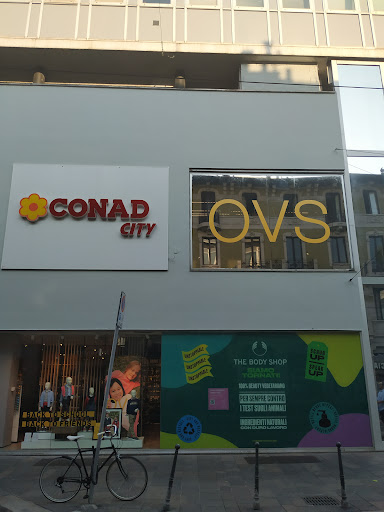 CONAD
CITY
OVS
THE BODY SHOP
SIAMO
TORNATE
100% BEAUTY VEGETARIANA
PER SEMPRE CONTRO
I TEST SUGLI ANIMALI
INGREDIENTI NATURALI
BACK TO SCHOOL
BACK TO FRIENDS